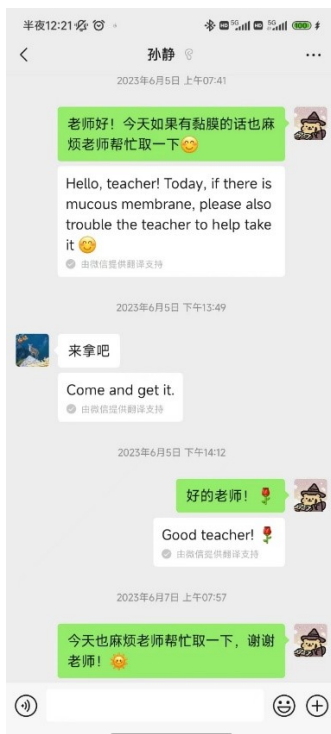 半夜12:21
5G 5G 100
孙静
2023年6月5日 上午07:41
老师好！今天如果有黏膜的话也麻
烦老师帮忙取一下😊
Hello, teacher! Today, if there is
mucous membrane, please also
trouble the teacher to help take
it 😊
由微信提供翻译支持
2023年6月5日 下午13:49
来拿吧
Come and get it.
由微信提供翻译支持
2023年6月5日 下午14:12
好的老师！🌹
Good teacher! 🌹
由微信提供翻译支持
2023年6月7日 上午07:57
今天也麻烦老师帮忙取一下，谢谢
老师！🌞